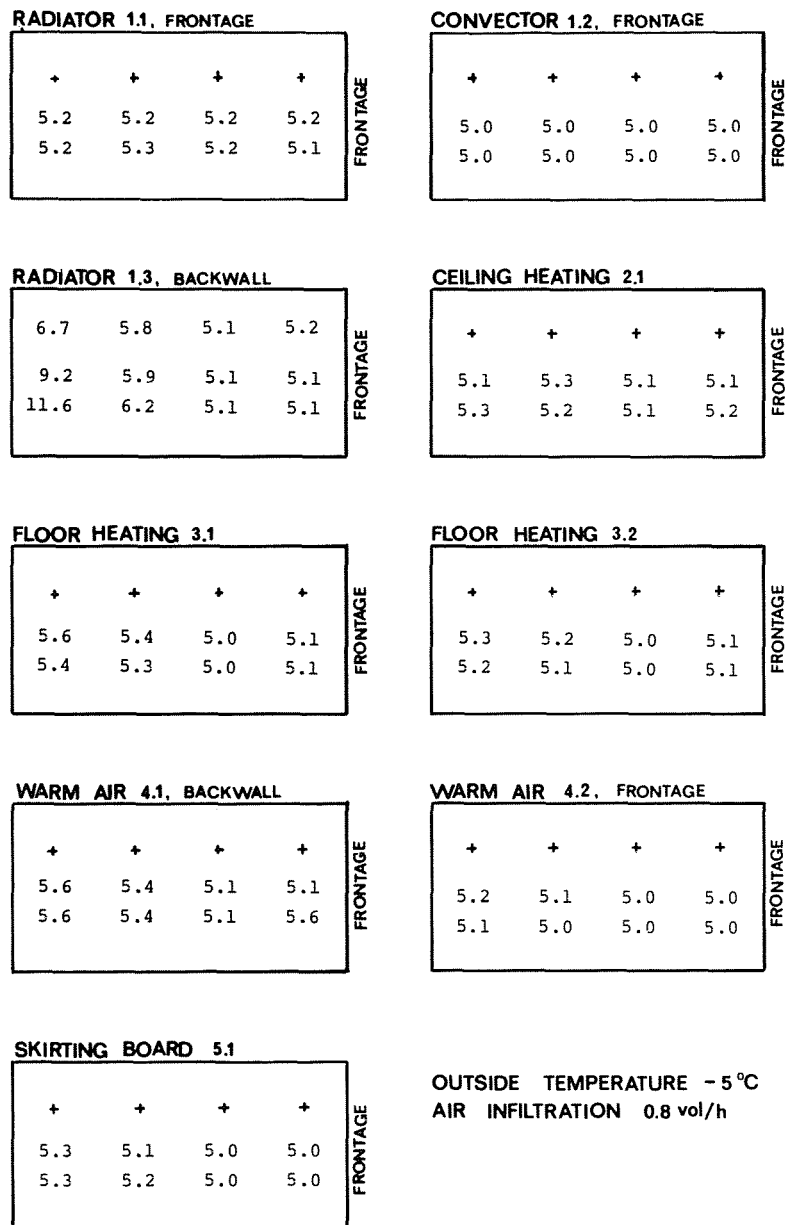 RADIATOR 1.1, FRONTAGE
+ + + +
5.2 5.2 5.2 5.2
5.2 5.3 5.2 5.1
FRONTAGE
CONVECTOR 1.2, FRONTAGE
+ + + +
5.0 5.0 5.0 5.0
5.0 5.0 5.0 5.0
FRONTAGE
RADIATOR 1.3, BACKWALL
6.7 5.8 5.1 5.2
9.2 5.9 5.1 5.1
11.6 6.2 5.1 5.1
FRONTAGE
CEILING HEATING 2.1
+ + + +
5.1 5.3 5.1 5.1
5.3 5.2 5.1 5.2
FRONTAGE
FLOOR HEATING 3.1
+ + + +
5.6 5.4 5.0 5.1
5.4 5.3 5.0 5.1
FRONTAGE
FLOOR HEATING 3.2
+ + + +
5.3 5.2 5.0 5.1
5.2 5.1 5.0 5.1
FRONTAGE
WARM AIR 4.1, BACKWALL
+ + + +
5.6 5.4 5.1 5.1
5.6 5.4 5.1 5.6
FRONTAGE
WARM AIR 4.2, FRONTAGE
+ + + +
5.2 5.1 5.0 5.0
5.1 5.0 5.0 5.0
FRONTAGE
SKIRTING BOARD 5.1
+ + + +
5.3 5.1 5.0 5.0
5.3 5.2 5.0 5.0
FRONTAGE
OUTSIDE TEMPERATURE -5 °C
AIR INFILTRATION 0.8 vol/h